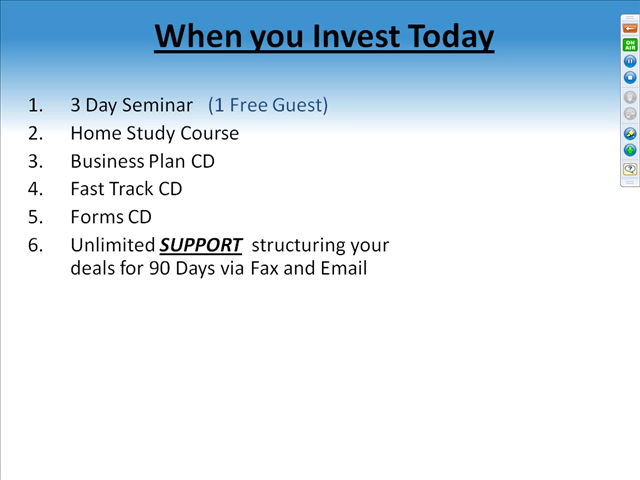 When you Invest Today
1. 3 Day Seminar (1 Free Guest)
2. Home Study Course
3. Business Plan CD
4. Fast Track CD
5. Forms CD
6. Unlimited SUPPORT structuring your
deals for 90 Days via Fax and Email
ON
AIR